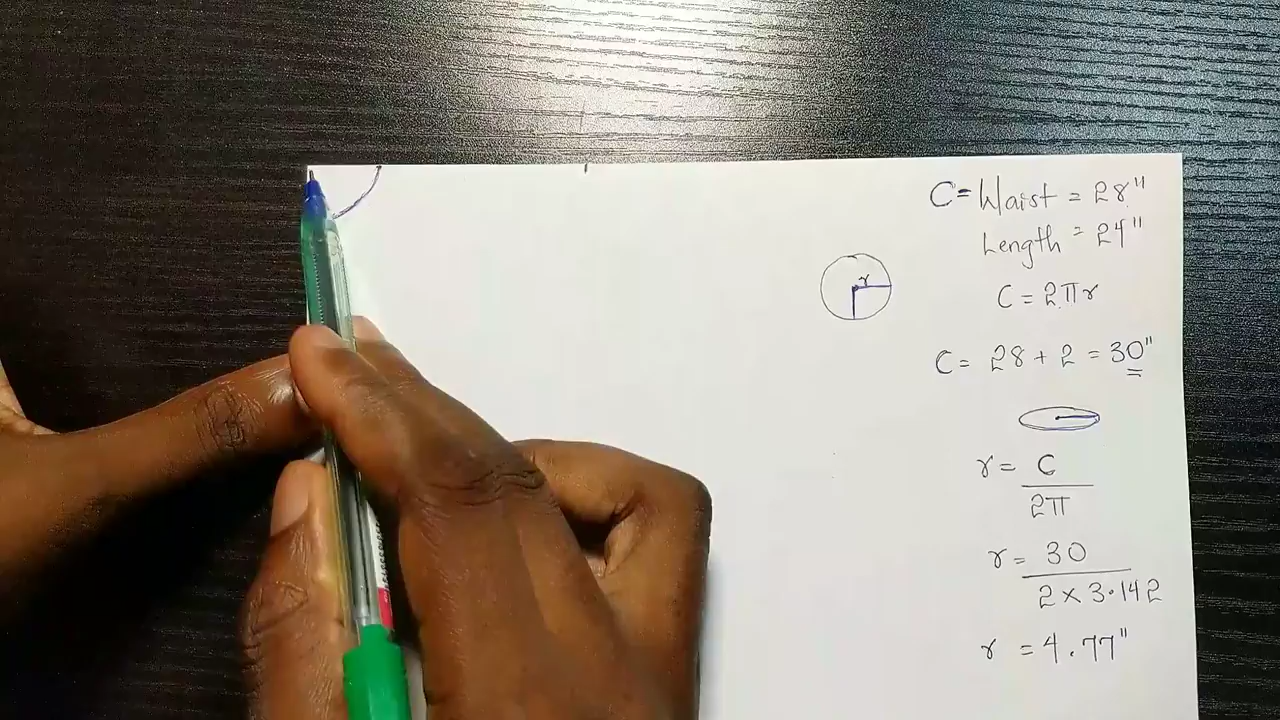 C = Waist = 28"
Length = 24"
r
C = 2πr
C = 28 + 2 = 30"
r = C
2π
r = 30
2 × 3.142
r = 4.77"